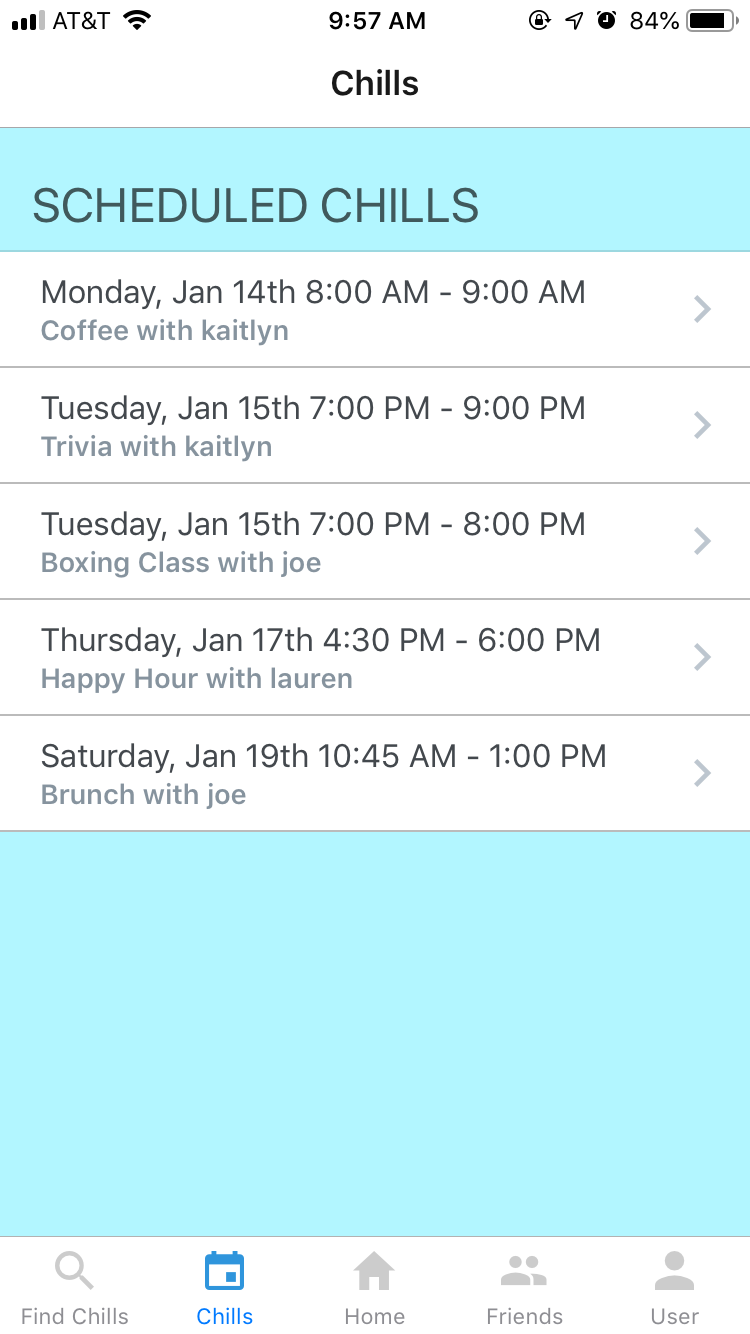 AT&T 9:57 AM 84%
Chills
SCHEDULED CHILLS
Monday, Jan 14th 8:00 AM - 9:00 AM
Coffee with kaitlyn
Tuesday, Jan 15th 7:00 PM - 9:00 PM
Trivia with kaitlyn
Tuesday, Jan 15th 7:00 PM - 8:00 PM
Boxing Class with joe
Thursday, Jan 17th 4:30 PM - 6:00 PM
Happy Hour with lauren
Saturday, Jan 19th 10:45 AM - 1:00 PM
Brunch with joe
Find Chills Chills Home Friends User